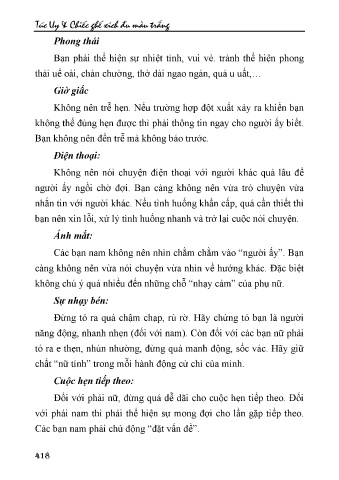 Túc Uy & Chiếc ghế xích đu màu trắng
Phong thái
Bạn phải thể hiện sự nhiệt tình, vui vẻ. tránh thể hiện phong
thái uể oải, chán chường, thở dài ngao ngán, quá u uất,…
Giờ giấc
Không nên trễ hẹn. Nếu trường hợp đột xuất xảy ra khiến bạn
không thể đúng hẹn được thì phải thông tin ngay cho người ấy biết.
Bạn không nên đến trễ mà không báo trước.
Điện thoại:
Không nên nói chuyện điện thoại với người khác quá lâu để
người ấy ngồi chờ đợi. Bạn càng không nên vừa trò chuyện vừa
nhắn tin với người khác. Nếu tình huống khẩn cấp, quá cần thiết thì
bạn nên xin lỗi, xử lý tình huống nhanh và trở lại cuộc nói chuyện.
Ánh mắt:
Các bạn nam không nên nhìn chằm chằm vào “người ấy”. Bạn
càng không nên vừa nói chuyện vừa nhìn về hướng khác. Đặc biệt
không chú ý quá nhiều đến những chỗ “nhạy cảm” của phụ nữ.
Sự nhạy bén:
Đừng tỏ ra quá chậm chạp, rù rờ. Hãy chứng tỏ bạn là người
năng động, nhanh nhẹn (đối với nam). Còn đối với các bạn nữ phải
tỏ ra e thẹn, nhún nhường, đừng quá manh động, sốc vác. Hãy giữ
chất “nữ tính” trong mỗi hành động cử chỉ của mình.
Cuộc hẹn tiếp theo:
Đối với phái nữ, đừng quá dễ dãi cho cuộc hẹn tiếp theo. Đối
với phái nam thì phải thể hiện sự mong đợi cho lần gặp tiếp theo.
Các bạn nam phải chủ động “đặt vấn đề”.
418